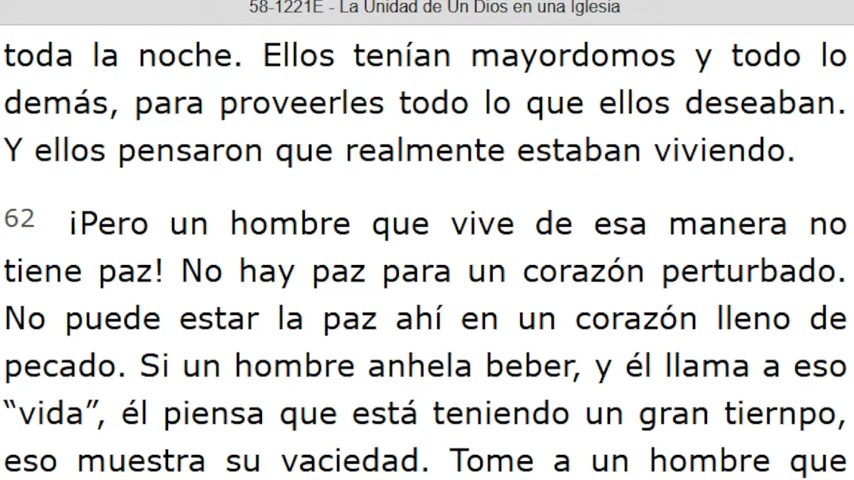 58-1221E - La Unidad de Un Dios en una Iglesia
toda la noche. Ellos tenían mayordomos y todo lo
demás, para proveerles todo lo que ellos deseaban.
Y ellos pensaron que realmente estaban viviendo.
62 ¡Pero un hombre que vive de esa manera no
tiene paz! No hay paz para un corazón perturbado.
No puede estar la paz ahí en un corazón lleno de
pecado. Si un hombre anhela beber, y él llama a eso
“vida”, él piensa que está teniendo un gran tiernpo,
eso muestra su vaciedad. Tome a un hombre que